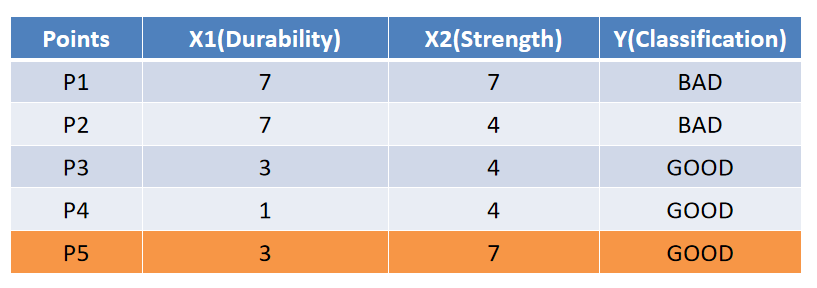 Points X1(Durability) X2(Strength) Y(Classification)
P1 7 7 BAD
P2 7 4 BAD
P3 3 4 GOOD
P4 1 4 GOOD
P5 3 7 GOOD